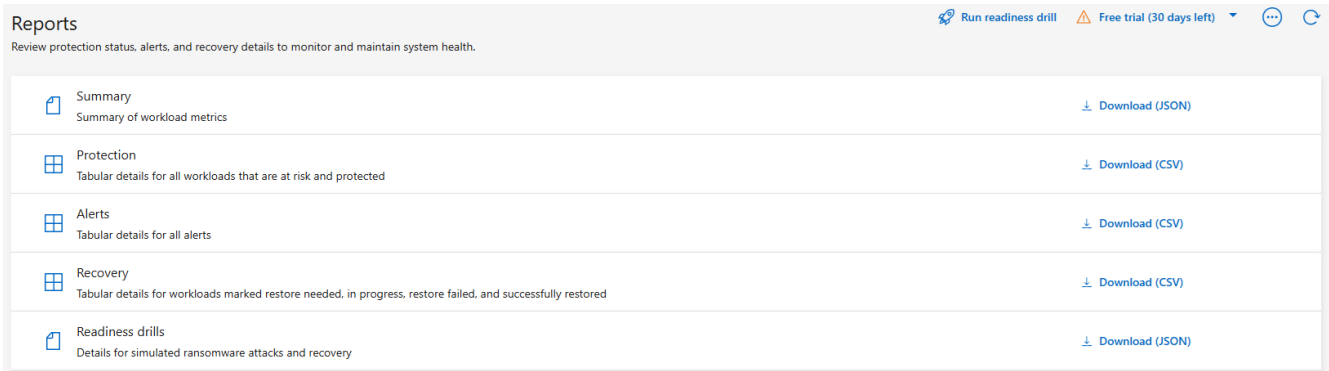 Reports
Run readiness drill
Free trial (30 days left)
Review protection status, alerts, and recovery details to monitor and maintain system health.
Summary
Summary of workload metrics
Download (JSON)
Protection
Tabular details for all workloads that are at risk and protected
Download (CSV)
Alerts
Tabular details for all alerts
Download (CSV)
Recovery
Tabular details for workloads marked restore needed, in progress, restore failed, and successfully restored
Download (CSV)
Readiness drills
Details for simulated ransomware attacks and recovery
Download (JSON)